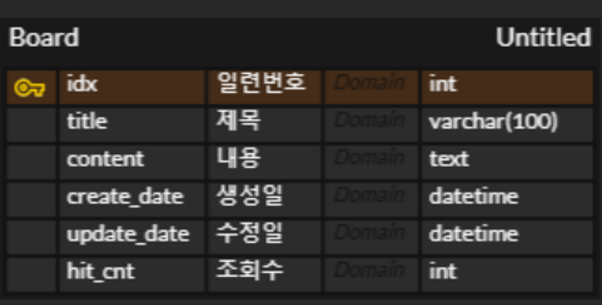 Board Untitled
idx 일련번호 Domain int
title 제목 Domain varchar(100)
content 내용 Domain text
create_date 생성일 Domain datetime
update_date 수정일 Domain datetime
hit_cnt 조회수 Domain int